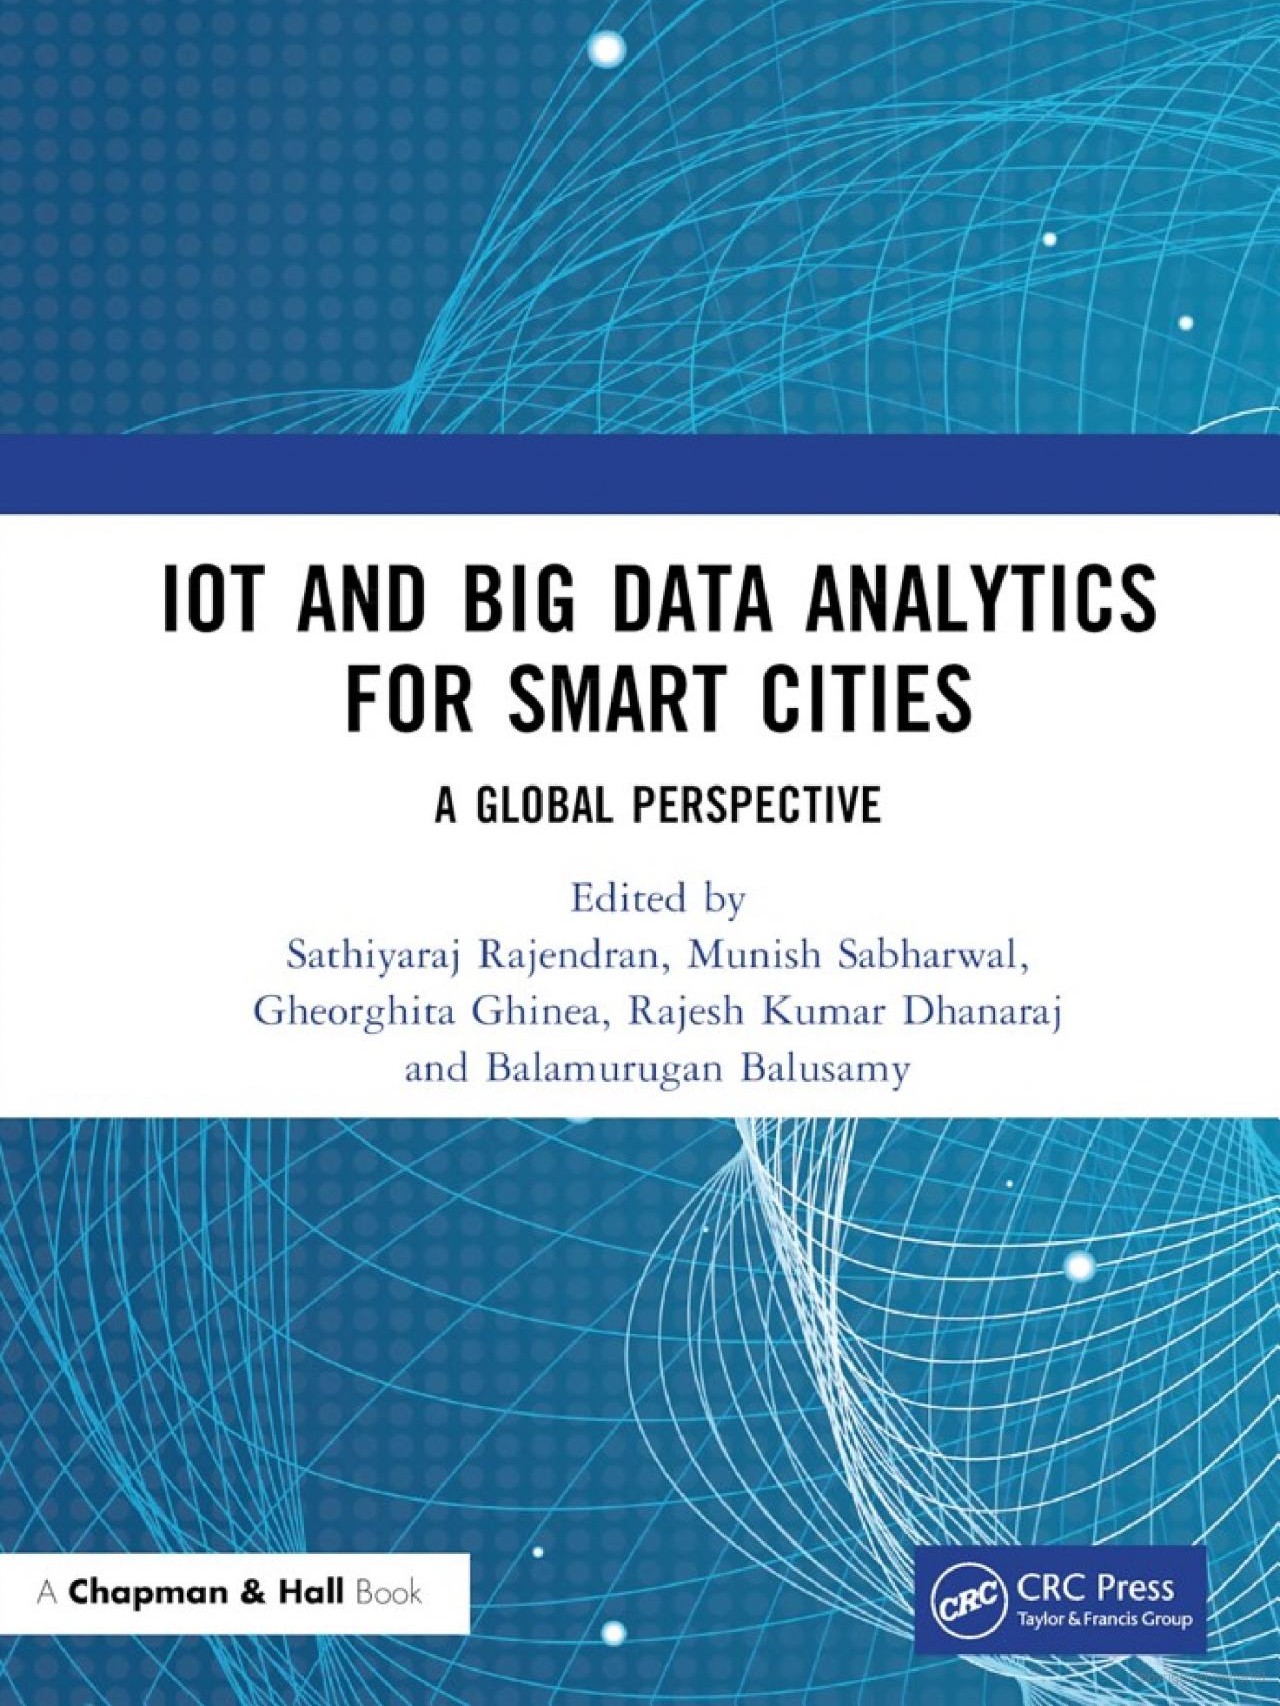 IOT AND BIG DATA ANALYTICS
FOR SMART CITIES
A GLOBAL PERSPECTIVE
Edited by
Sathiyaraj Rajendran, Munish Sabharwal,
Gheorghita Ghinea, Rajesh Kumar Dhanaraj
and Balamurugan Balusamy
A Chapman & Hall Book
CRC
CRC Press
Taylor & Francis Group